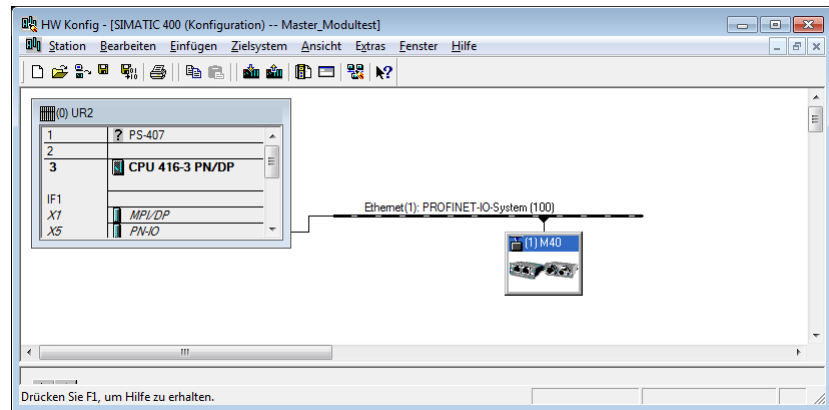 HW Konfig - [SIMATIC 400 (Konfiguration) -- Master_Modultest]
Station Bearbeiten Einfügen Zielsystem Ansicht Extras Fenster Hilfe
(0) UR2
1 ? PS-407
2
3 CPU 416-3 PN/DP
IF1
X1 MPI/DP
X5 PN-IO
Ethernet(1): PROFINET-IO-System (100)
(1) M40
Drücken Sie F1, um Hilfe zu erhalten.